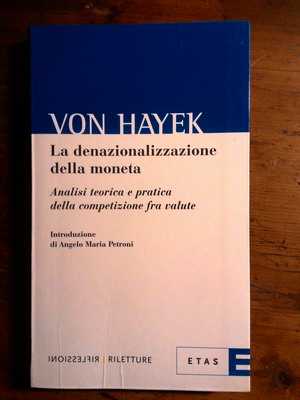 VON HAYEK
La denazionalizzazione
della moneta
Analisi teorica e pratica
della competizione fra valute
Introduzione
di Angelo Maria Petroni
RIFLESSIONI RILETTURE
ETAS